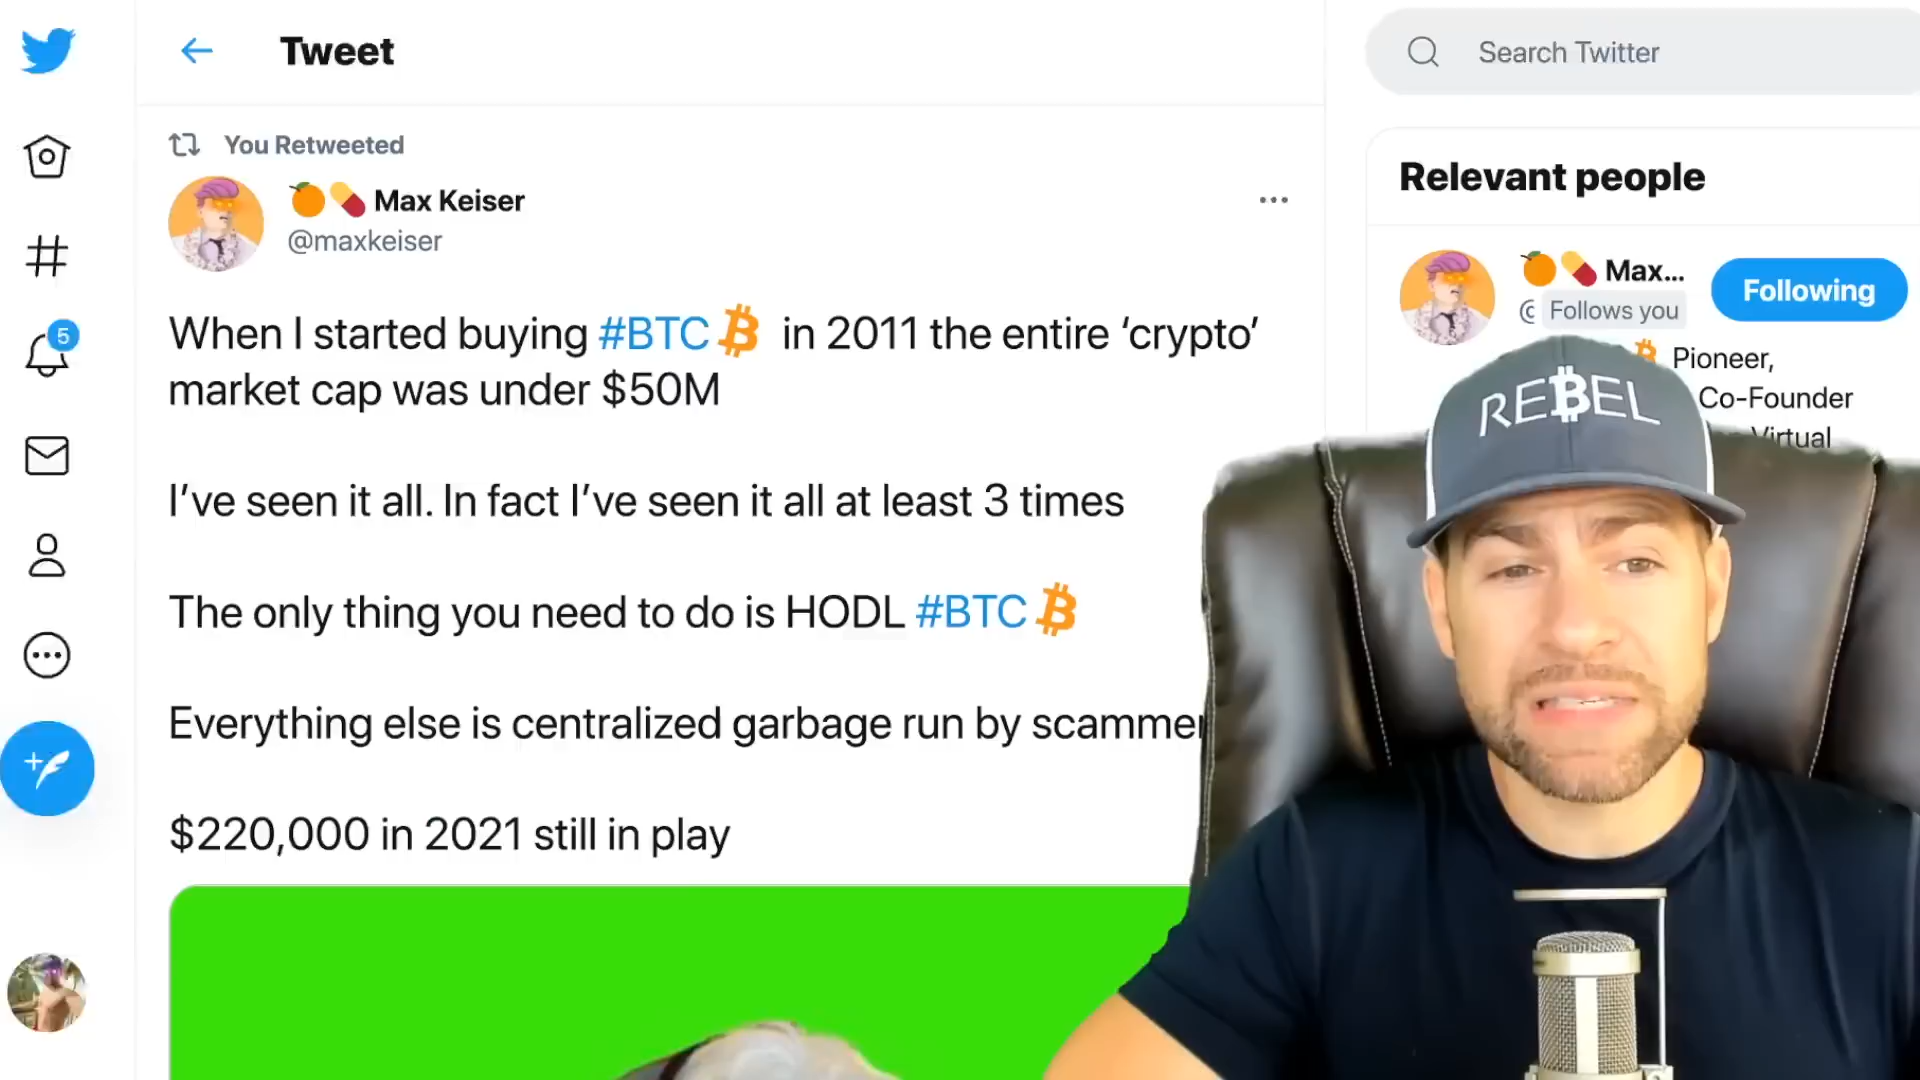 Tweet
Search Twitter
You Retweeted
Max Keiser
@maxkeiser
When I started buying #BTC in 2011 the entire ‘crypto’
market cap was under $50M
I’ve seen it all. In fact I’ve seen it all at least 3 times
The only thing you need to do is HODL #BTC
Everything else is centralized garbage run by scammer
$220,000 in 2021 still in play
Relevant people
Max...
Following
Follows you
Pioneer,
Co-Founder
Virtual
REBEL
5